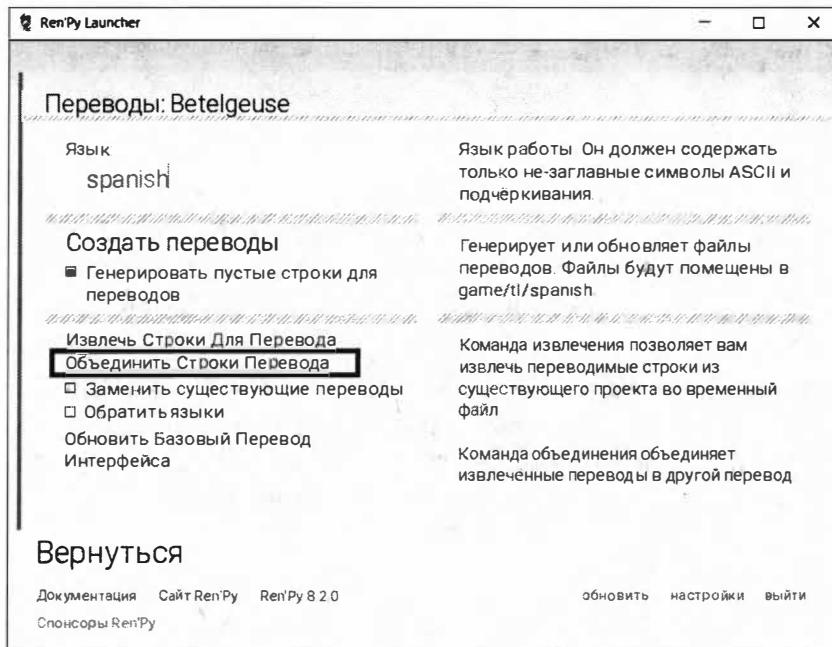 Ren'Py Launcher
Переводы: Betelgeuse
Язык
spanish
Язык работы Он должен содержать
только не-заглавные символы ASCII и
подчёркивания.
Создать переводы
Генерировать пустые строки для
переводов
Генерирует или обновляет файлы
переводов. Файлы будут помещены в
game/tl/spanish.
Извлечь Строки Для Перевода
Объединить Строки Перевода
Заменить существующие переводы
Обратить языки
Обновить Базовый Перевод
Интерфейса
Команда извлечения позволяет вам
извлечь переводимые строки из
существующего проекта во временный
файл
Команда объединения объединяет
извлеченные переводы в другой перевод
Вернуться
Документация Сайт Ren'Py Ren'Py 8.2.0
обновить настройки выйти
Спонсоры Ren'Py